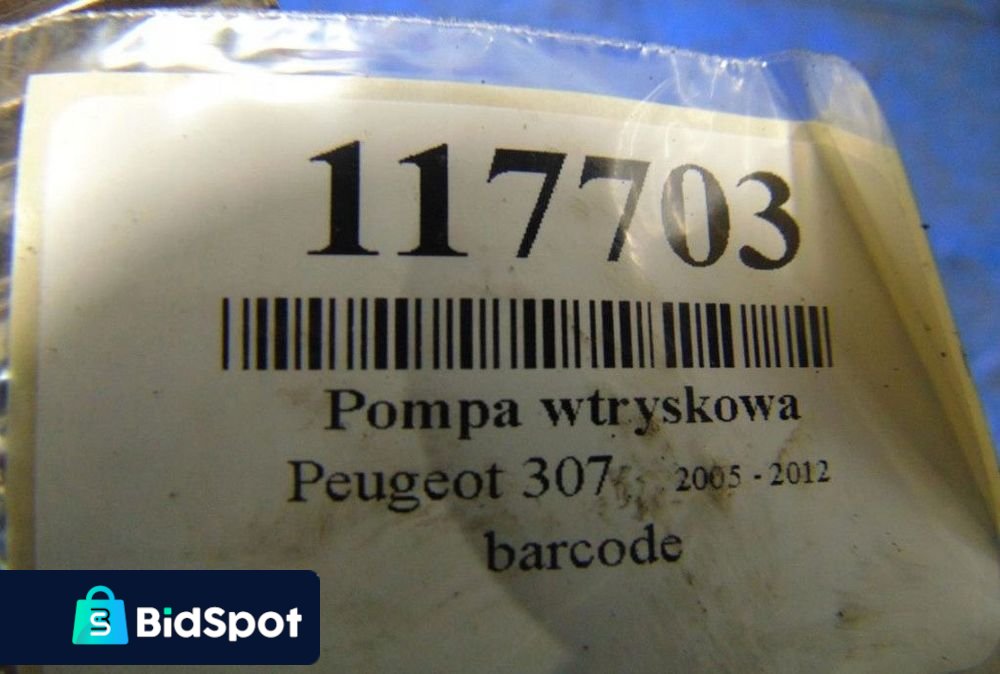 117703
Pompa wtryskowa
Peugeot 307 2005 - 2012
barcode
BidSpot